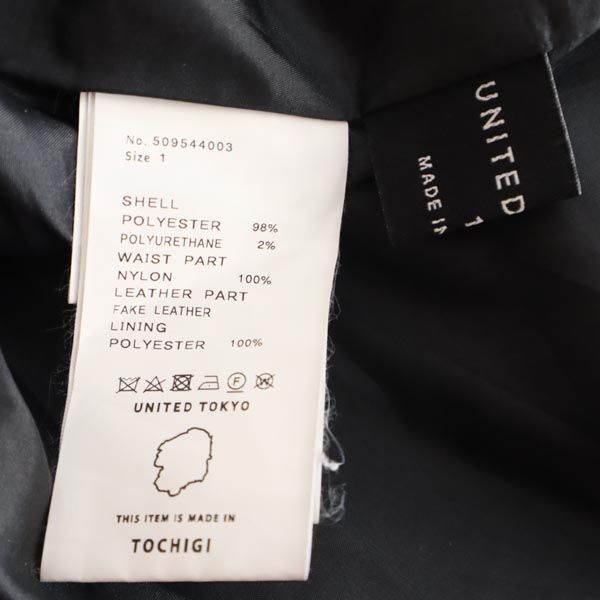 No. 509544003
Size 1
SHELL
POLYESTER 98%
POLYURETHANE 2%
WAIST PART
NYLON 100%
LEATHER PART
FAKE LEATHER
LINING
POLYESTER 100%
F W
UNITED TOKYO
THIS ITEM IS MADE IN
TOCHIGI
UNITED
1
MADE IN